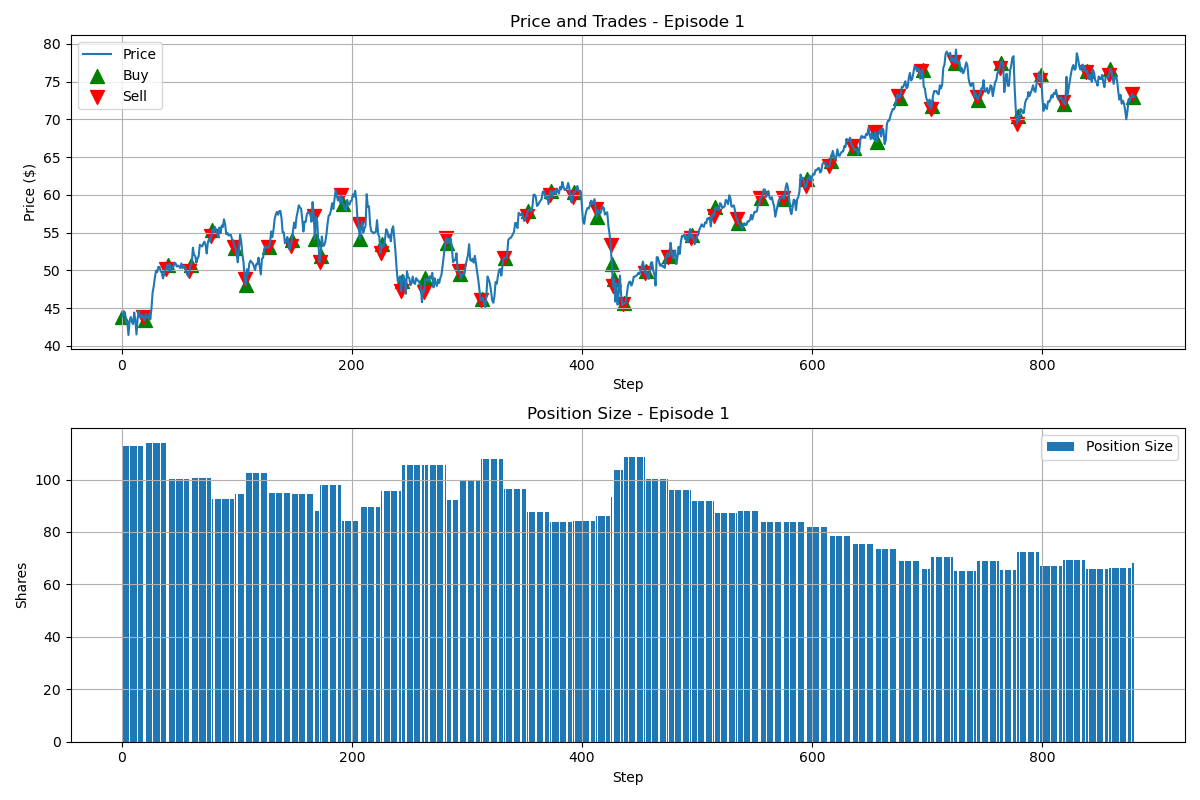 Price and Trades - Episode 1
Price
Buy
Sell
80
75
70
65
60
55
50
45
40
Price ($)
0 200 400 600 800
Step
Position Size - Episode 1
Position Size
100
80
60
40
20
0
Shares
0 200 400 600 800
Step